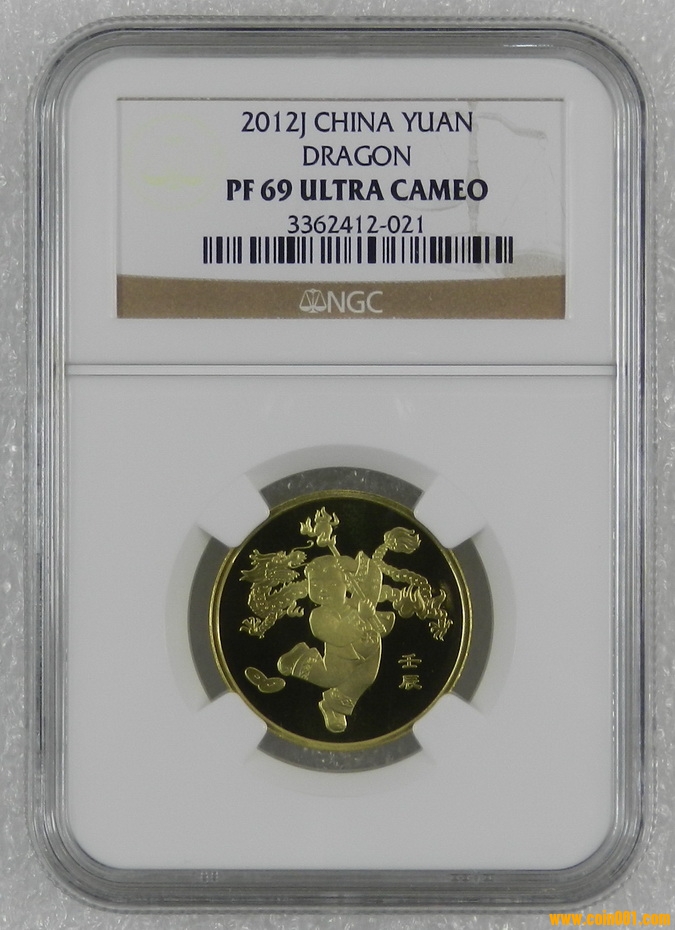 2012J CHINA YUAN
DRAGON
PF 69 ULTRA CAMEO
3362412-021
NGC
壬
辰
www.coin001.com